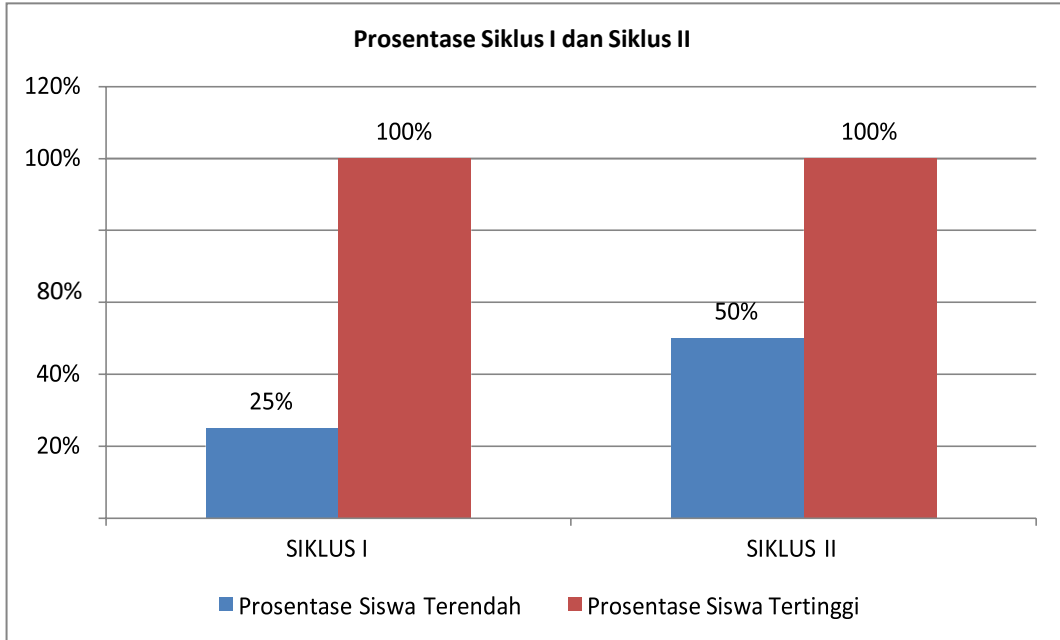 Prosentase Siklus I dan Siklus II
120%
100%
100%
100%
80%
50%
40%
25%
20%
SIKLUS I
SIKLUS II
Prosentase Siswa Terendah
Prosentase Siswa Tertinggi